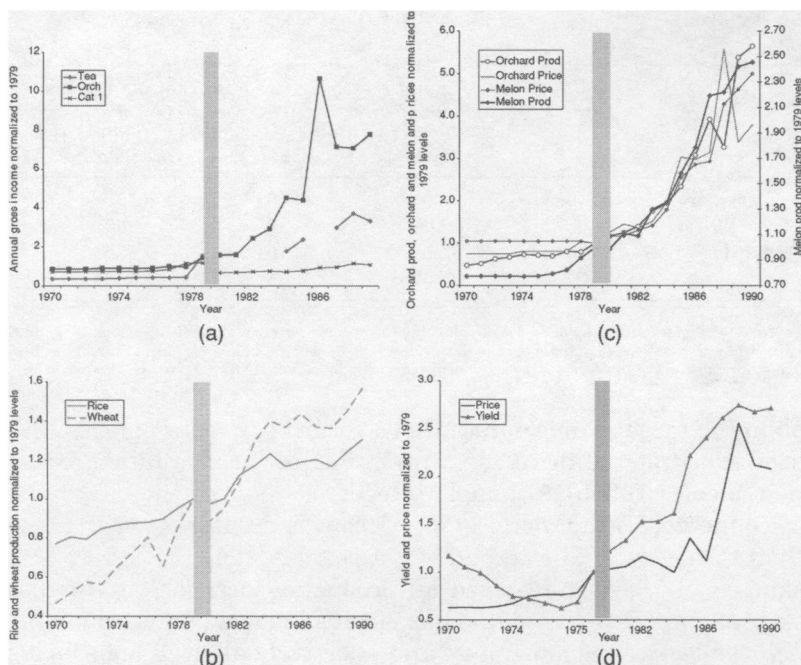 Annual gross income normalized to 1979
12
10
8
6
4
2
0
Tea
Orch
Cat 1
1970
1974
1978
1982
1986
Year
(a)
Orchard prod, orchard and melon and p rices normalized to
1979 levels
6.0
5.0
4.0
3.0
2.0
1.0
0.0
Orchard Prod
Orchard Price
Melon Price
Melon Prod
2.70
2.50
2.30
2.10
1.90
1.70
1.50
1.30
1.10
0.90
0.70
Melon prod normalized to 1979 levels
1970
1974
1978
1982
1986
1990
Year
(c)
Rice and wheat production normalized to 1979 levels
1.6
1.4
1.2
1.0
0.8
0.6
0.4
Rice
Wheat
1970
1974
1978
1982
1986
1990
Year
(b)
Yield and price normalized to 1979
3.0
2.5
2.0
1.5
1.0
0.5
Price
Yield
1970
1974
1975
1982
1986
1990
Year
(d)